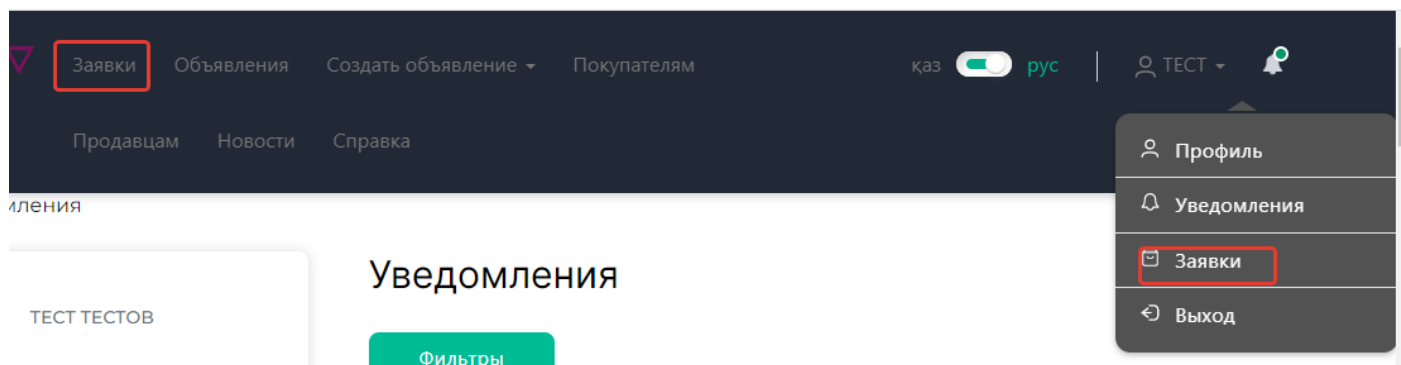 Заявки Объявления Создать объявление Покупателям қаз рус ТЕСТ
Продавцам Новости Справка
Профиль
Уведомления
Заявки
Выход
мления
Уведомления
ТЕСТ ТЕСТОВ
Фильтры